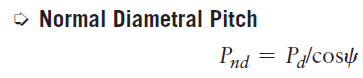 ➪ Normal Diametral Pitch
Pnd = Pd/cosψ